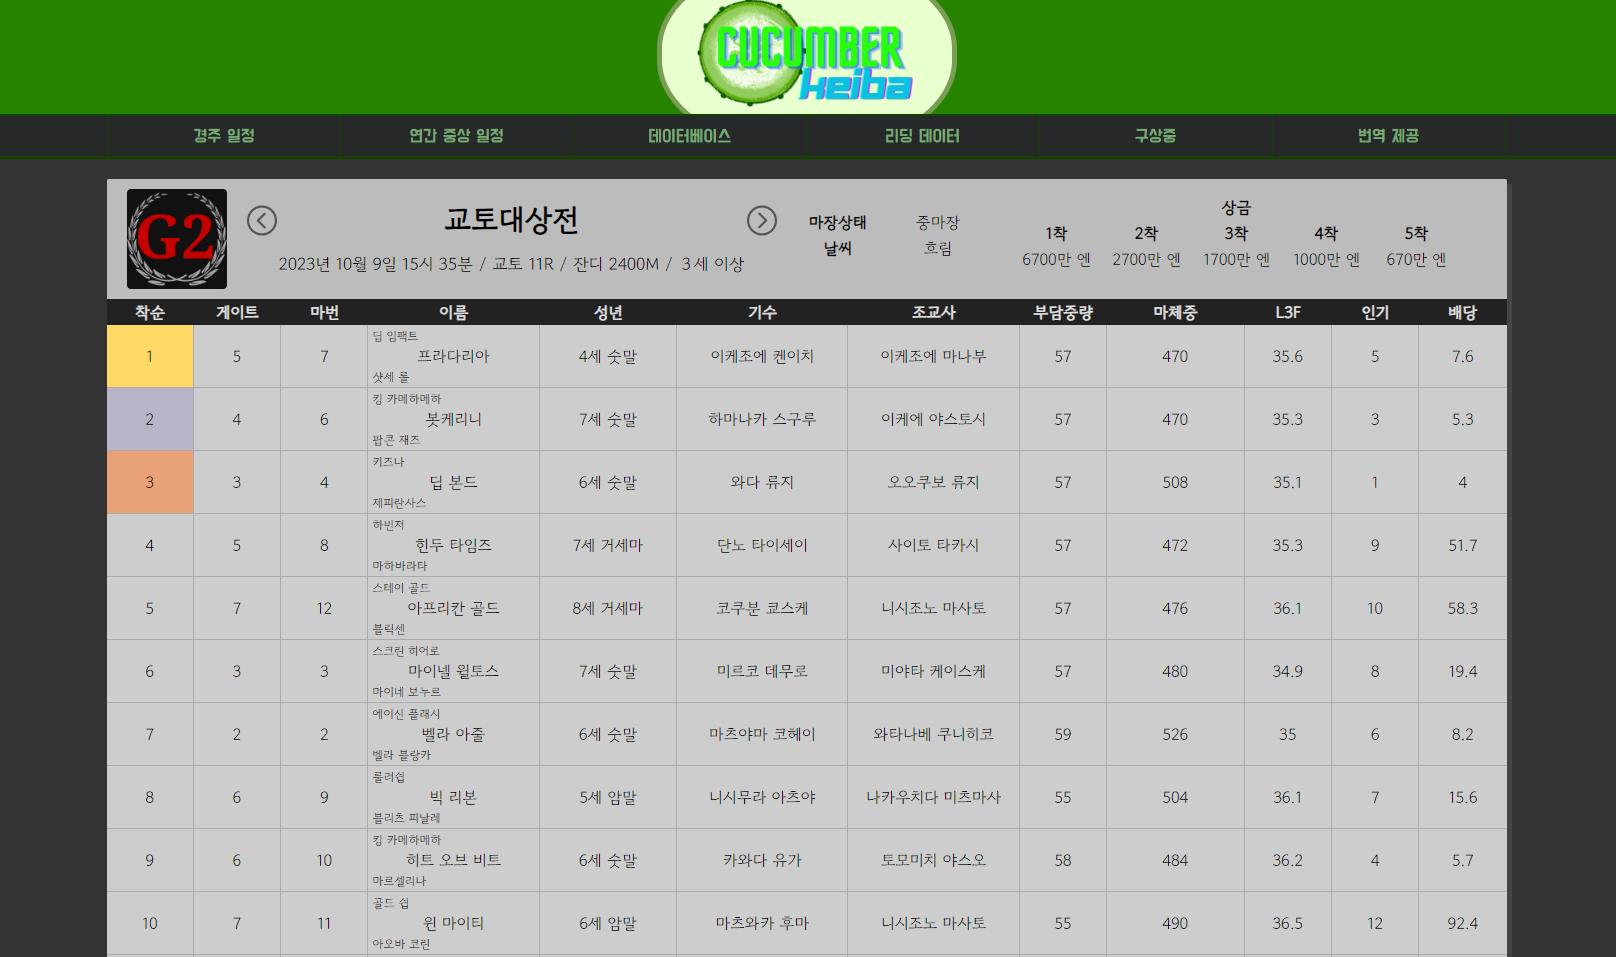 CUCUMBER
keiba
경주 일정 연간 중상 일정 데이터베이스 리딩 데이터 구상중 번역 제공
G2
교토대상전
2023년 10월 9일 15시 35분 / 교토 11R / 잔디 2400M / 3세 이상
마장상태 중마장
날씨 흐림
상금
1착 2착 3착 4착 5착
6700만 엔 2700만 엔 1700만 엔 1000만 엔 670만 엔
착순 게이트 마번 이름 성년 기수 조교사 부담중량 마체중 L3F 인기 배당
딥 임팩트
1 5 7 프라다리아 4세 숫말 이케조에 켄이치 이케조에 마나부 57 470 35.6 5 7.6
샷세 롤
킹 카메하메하
2 4 6 봇케리니 7세 숫말 하마나카 스구루 이케에 야스토시 57 470 35.3 3 5.3
팝콘 재즈
키즈나
3 3 4 딥 본드 6세 숫말 와다 류지 오오쿠보 류지 57 508 35.1 1 4
제피란사스
하빈저
4 5 8 힌두 타임즈 7세 거세마 단노 타이세이 사이토 타카시 57 472 35.3 9 51.7
마하바라타
스테이 골드
5 7 12 아프리칸 골드 8세 거세마 코쿠분 쿄스케 니시조노 마사토 57 476 36.1 10 58.3
블릭센
스크린 히어로
6 3 3 마이넬 윌토스 7세 숫말 미르코 데무로 미야타 케이스케 57 480 34.9 8 19.4
마이네 보누르
에이신 플래시
7 2 2 벨라 아줄 6세 숫말 마츠야마 코헤이 와타나베 쿠니히코 59 526 35 6 8.2
벨라 블랑카
룰러쉽
8 6 9 빅 리본 5세 암말 니시무라 아츠야 나카우치다 미츠마사 55 504 36.1 7 15.6
블리츠 피날레
킹 카메하메하
9 6 10 히트 오브 비트 6세 숫말 카와다 유가 토모미치 야스오 58 484 36.2 4 5.7
마르셀리나
골드 쉽
10 7 11 윈 마이티 6세 암말 마츠와카 후마 니시조노 마사토 55 490 36.5 12 92.4
아오바 코린